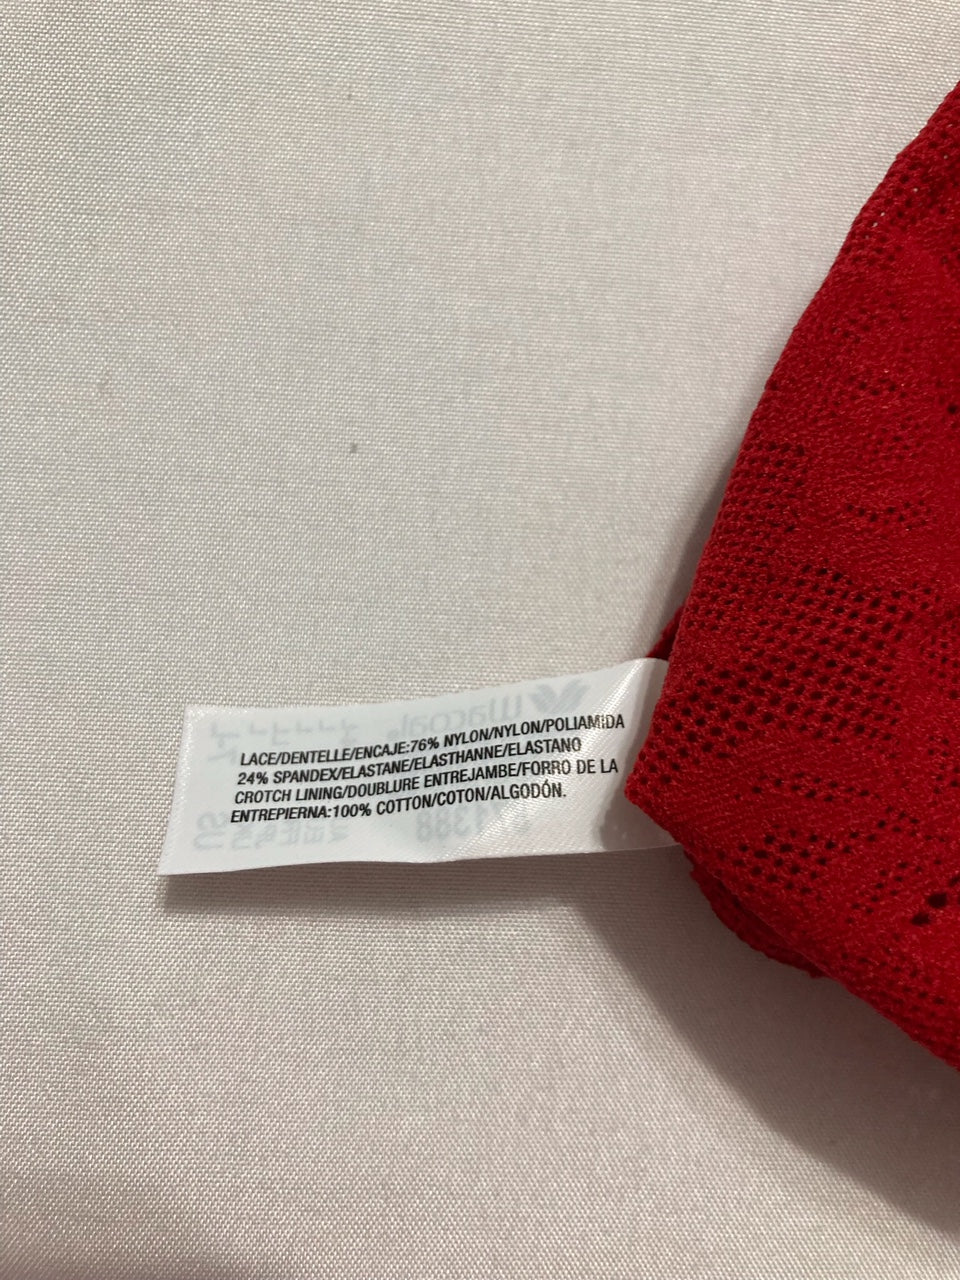 LACE/DENTELLE/ENCAJE:76% NYLON/NYLON/POLIAMIDA
24% SPANDEX/ELASTANE/ELASTHANNE/ELASTANO
CROTCH LINING/DOUBLURE ENTREJAMBE/FORRO DE LA
ENTREPIERNA:100% COTTON/COTON/ALGODÓN.